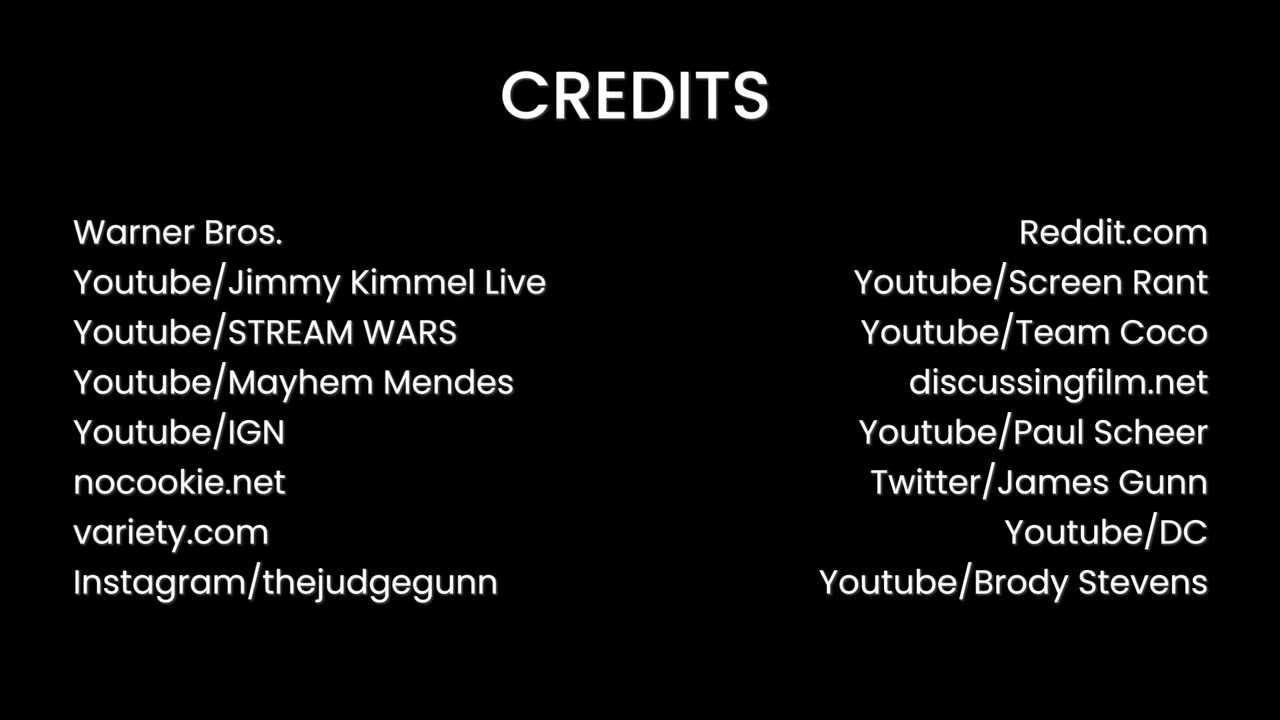 CREDITS
Warner Bros.
Youtube/Jimmy Kimmel Live
Youtube/STREAM WARS
Youtube/Mayhem Mendes
Youtube/IGN
nocookie.net
variety.com
Instagram/thejudgegunn
Reddit.com
Youtube/Screen Rant
Youtube/Team Coco
discussingfilm.net
Youtube/Paul Scheer
Twitter/James Gunn
Youtube/DC
Youtube/Brody Stevens